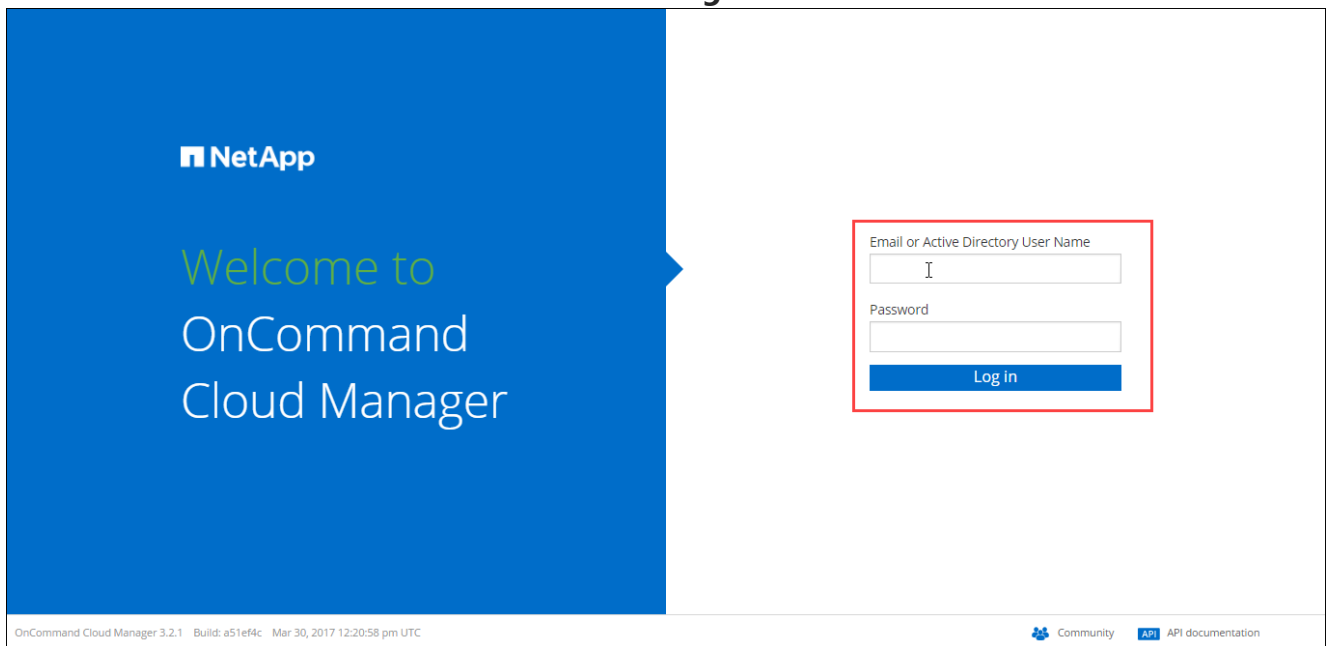 NetApp
Welcome to
OnCommand
Cloud Manager
Email or Active Directory User Name
Password
Log in
OnCommand Cloud Manager 3.2.1 Build: a51ef4c Mar 30, 2017 12:20:58 pm UTC
Community API API documentation